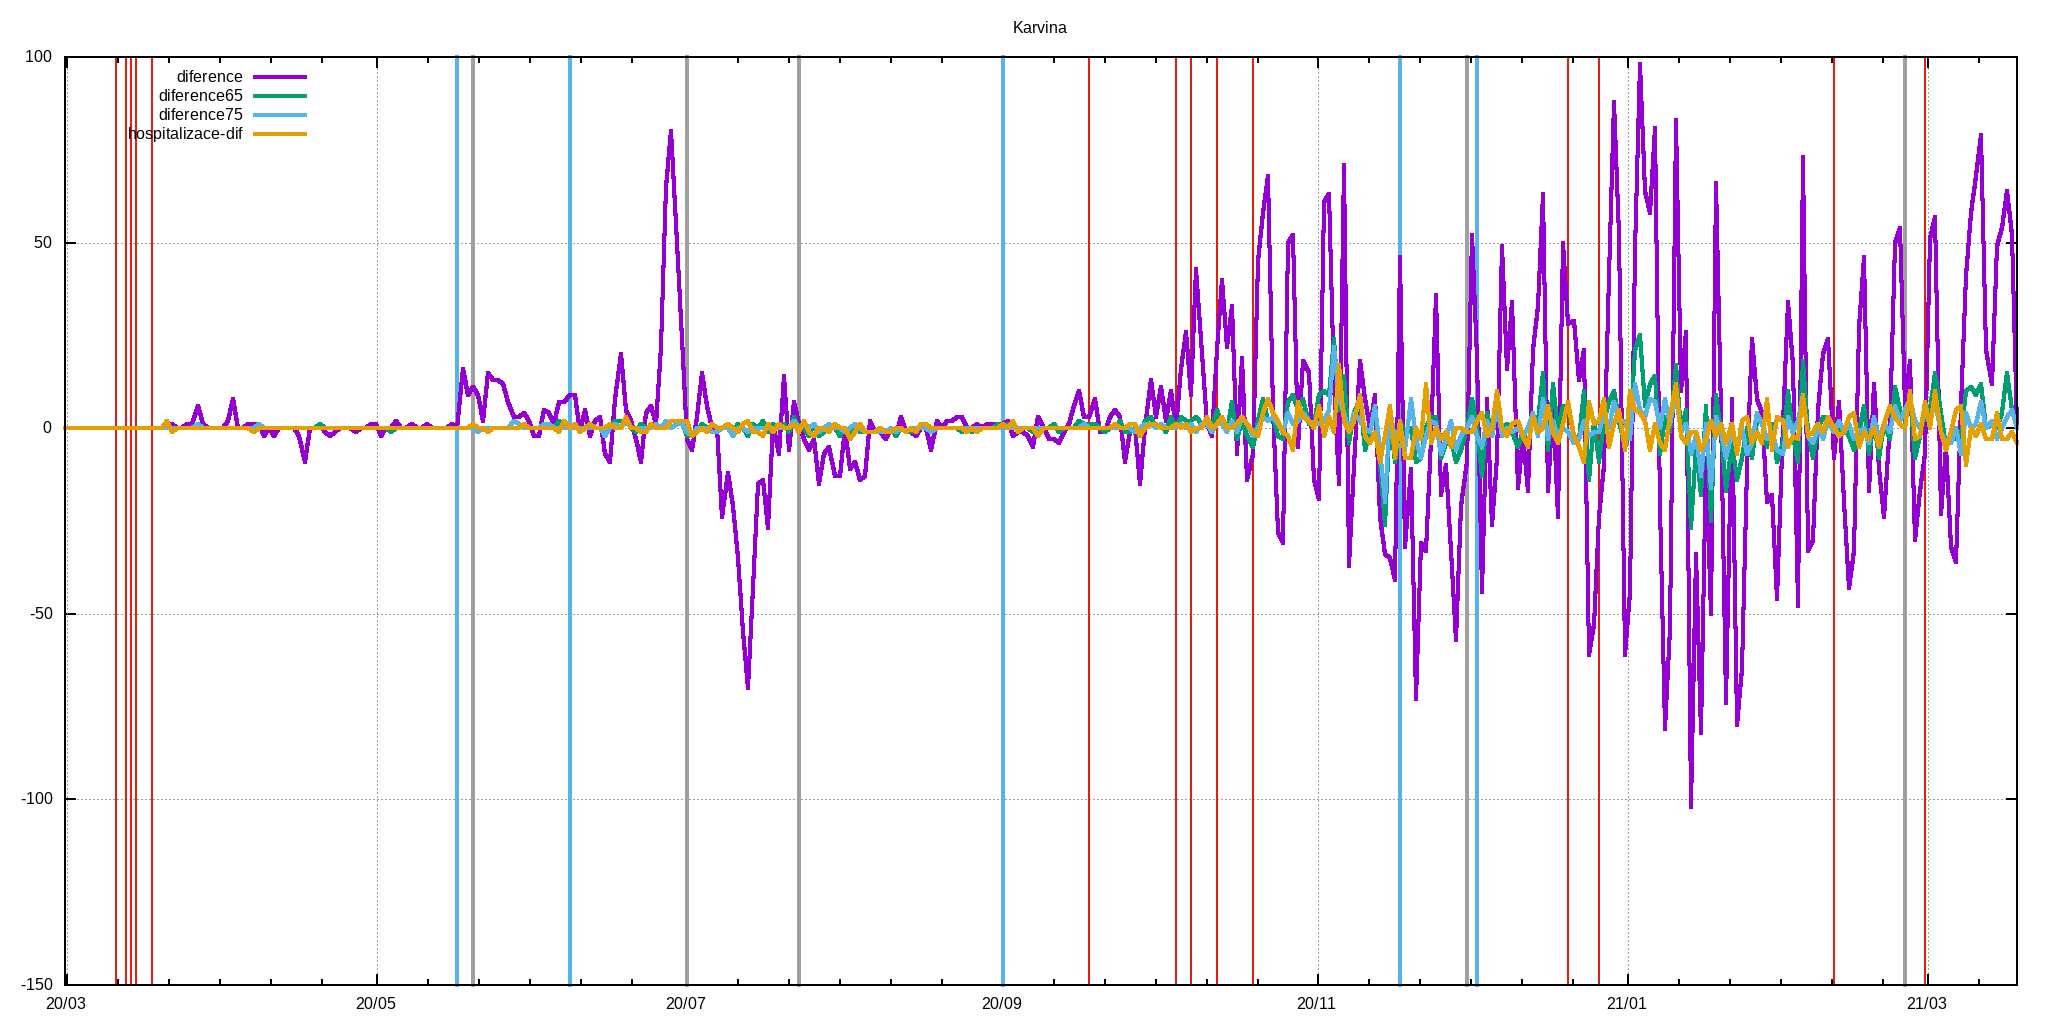 Karvina
100
diference
diference65
diference75
hospitalizace-dif
50
0
-50
-100
-150
20/03 20/05 20/07 20/09 20/11 21/01 21/03